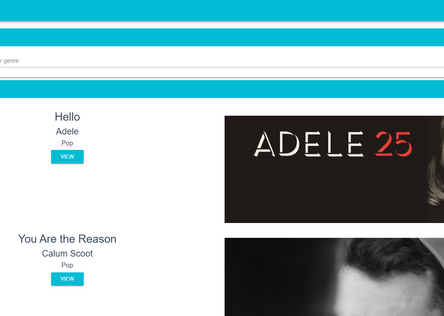 r genre
Hello
Adele
Pop
VIEW
ADELE 25
You Are the Reason
Calum Scoot
Pop
VIEW